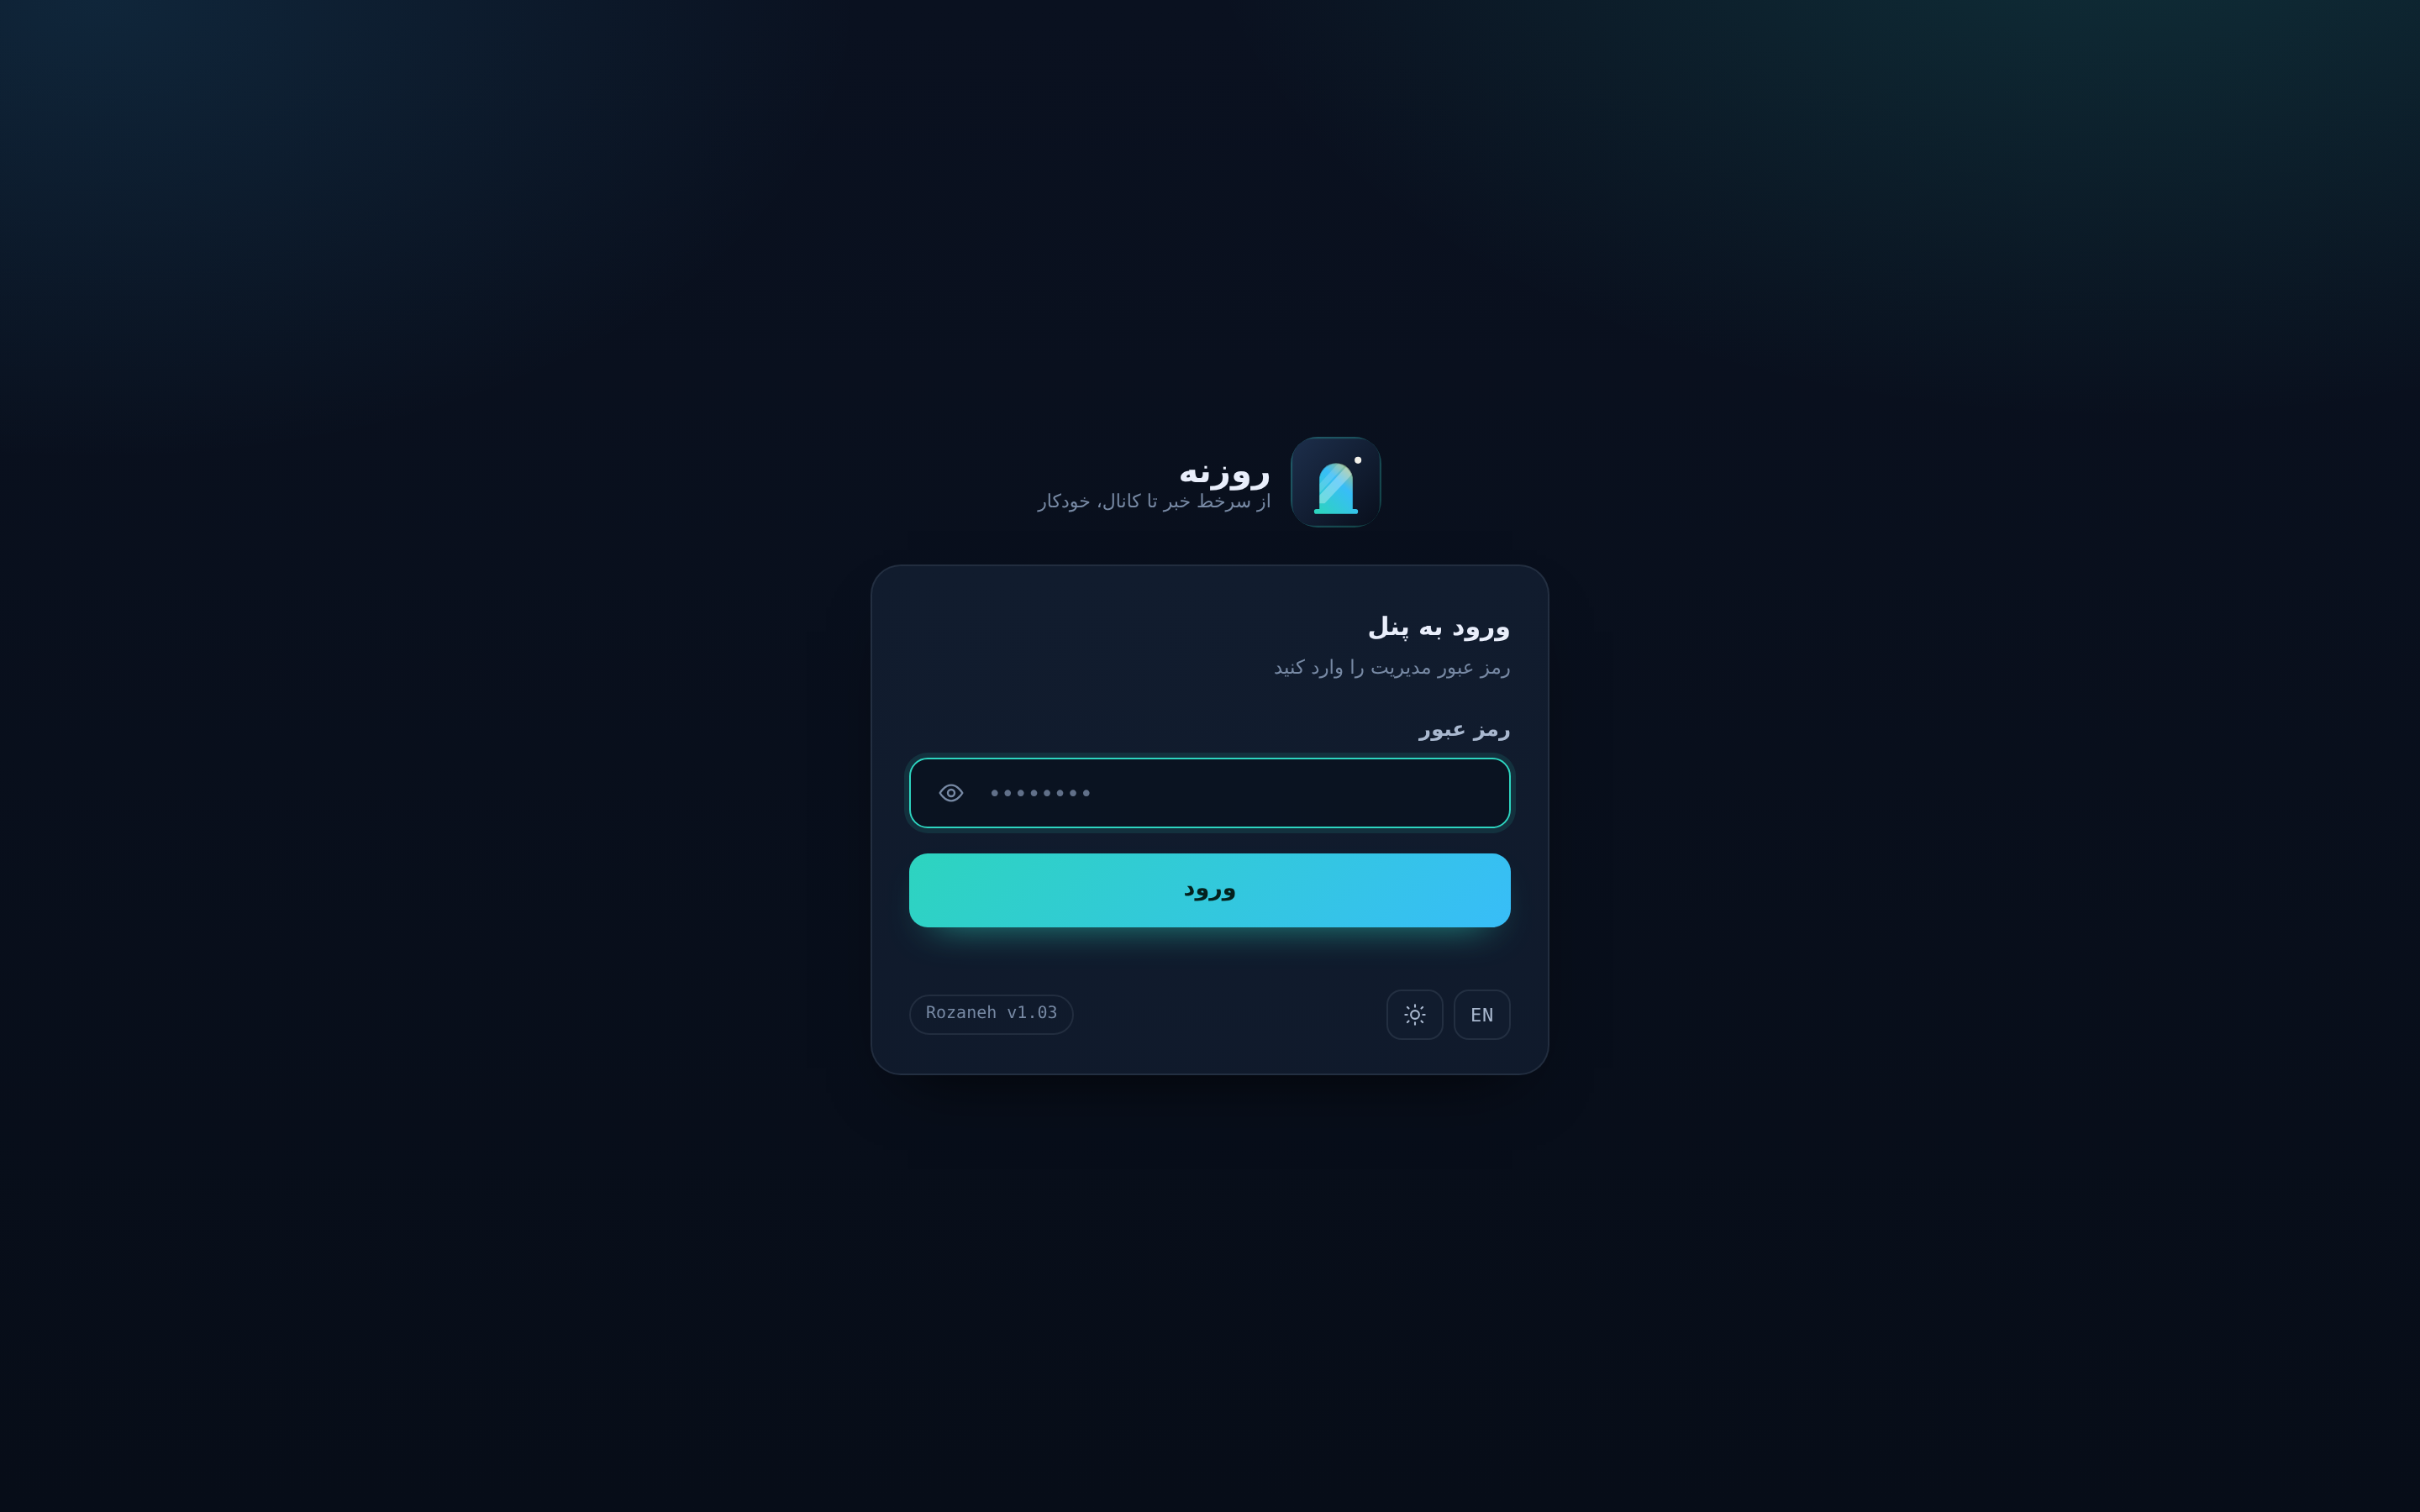 روزنه
از سرخط خبر تا کانال، خودکار
ورود به پنل
رمز عبور مدیریت را وارد کنید
رمز عبور
••••••••
ورود
EN
Rozaneh v1.03